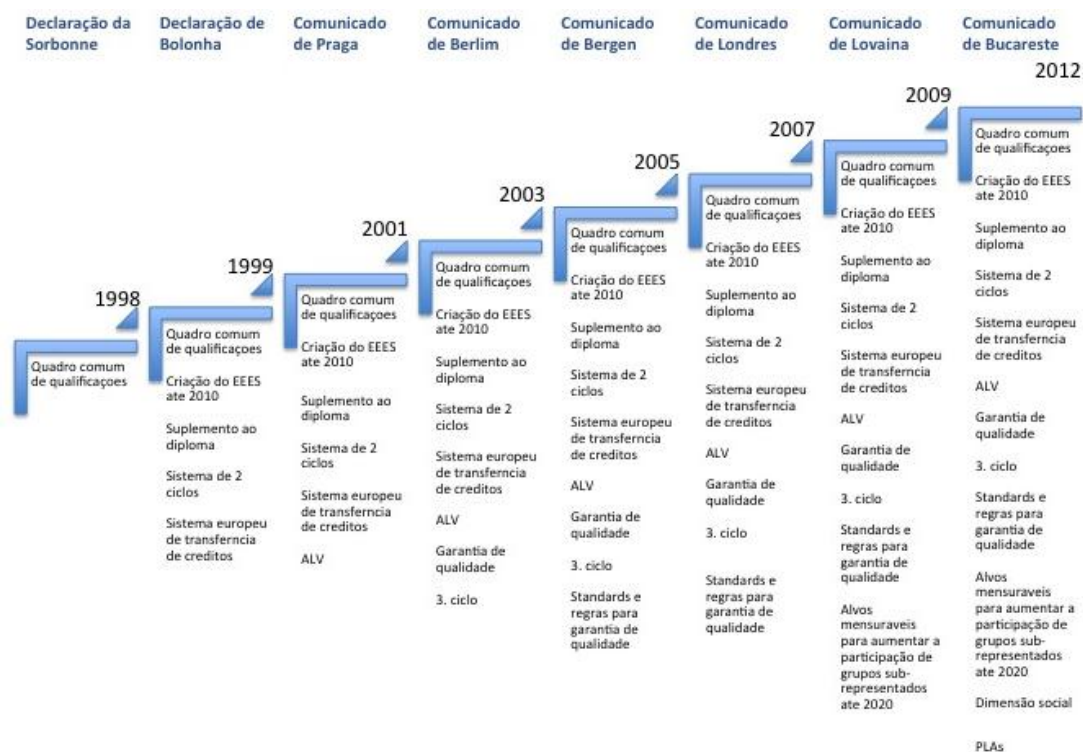 Declaração da
Sorbonne
1998
Quadro comum
de qualificaçoes
Declaração de
Bolonha
1999
Quadro comum
de qualificaçoes
Criação do EEES
ate 2010
Suplemento ao
diploma
Sistema de 2
ciclos
Sistema europeu
de transferncia
de creditos
Comunicado
de Praga
2001
Quadro comum
de qualificaçoes
Criação do EEES
ate 2010
Suplemento ao
diploma
Sistema de 2
ciclos
Sistema europeu
de transferncia
de creditos
ALV
Comunicado
de Berlim
2003
Quadro comum
de qualificaçoes
Criação do EEES
ate 2010
Suplemento ao
diploma
Sistema de 2
ciclos
Sistema europeu
de transferncia
de creditos
ALV
Garantia de
qualidade
3. ciclo
Comunicado
de Bergen
2005
Quadro comum
de qualificaçoes
Criação do EEES
ate 2010
Suplemento ao
diploma
Sistema de 2
ciclos
Sistema europeu
de transferncia
de creditos
ALV
Garantia de
qualidade
3. ciclo
Standards e
regras para
garantia de
qualidade
Comunicado
de Londres
2007
Quadro comum
de qualificaçoes
Criação do EEES
ate 2010
Suplemento ao
diploma
Sistema de 2
ciclos
Sistema europeu
de transferncia
de creditos
ALV
Garantia de
qualidade
3. ciclo
Standards e
regras para
garantia de
qualidade
Comunicado
de Lovaina
2009
Quadro comum
de qualificaçoes
Criação do EEES
ate 2010
Suplemento ao
diploma
Sistema de 2
ciclos
Sistema europeu
de transferncia
de creditos
ALV
Garantia de
qualidade
3. ciclo
Standards e
regras para
garantia de
qualidade
Alvos
mensuraveis
para aumentar a
participação de
grupos sub-
representados
ate 2020
Comunicado
de Bucareste
2012
Quadro comum
de qualificaçoes
Criação do EEES
ate 2010
Suplemento ao
diploma
Sistema de 2
ciclos
Sistema europeu
de transferncia
de creditos
ALV
Garantia de
qualidade
3. ciclo
Standards e
regras para
garantia de
qualidade
Alvos
mensuraveis
para aumentar a
participação de
grupos sub-
representados
ate 2020
Dimensão social
PLAs